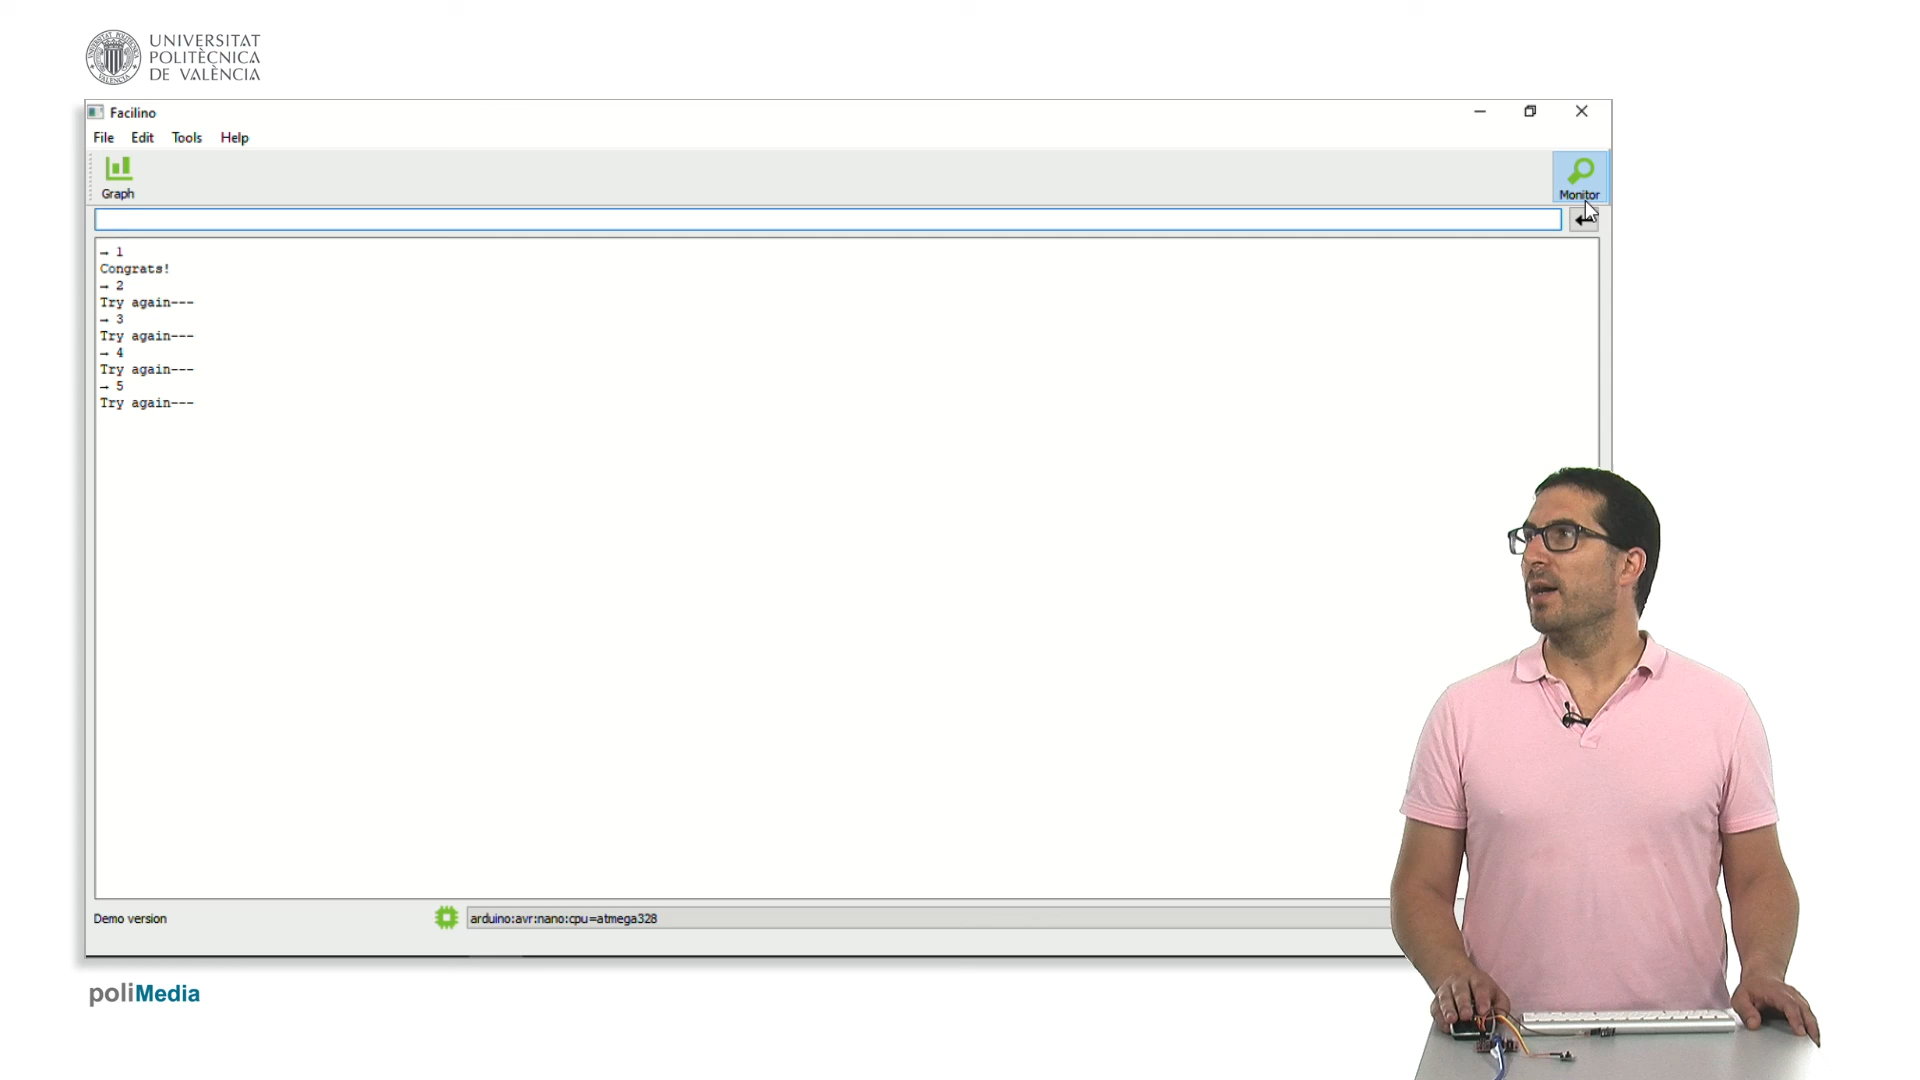 UNIVERSITAT
POLITÈCNICA
DE VALÈNCIA
Facilino
File Edit Tools Help
Graph
Monitor
→ 1
Congrats!
→ 2
Try again---
→ 3
Try again---
→ 4
Try again---
→ 5
Try again---
Demo version
arduino:avr:nano:cpu=atmega328
poliMedia